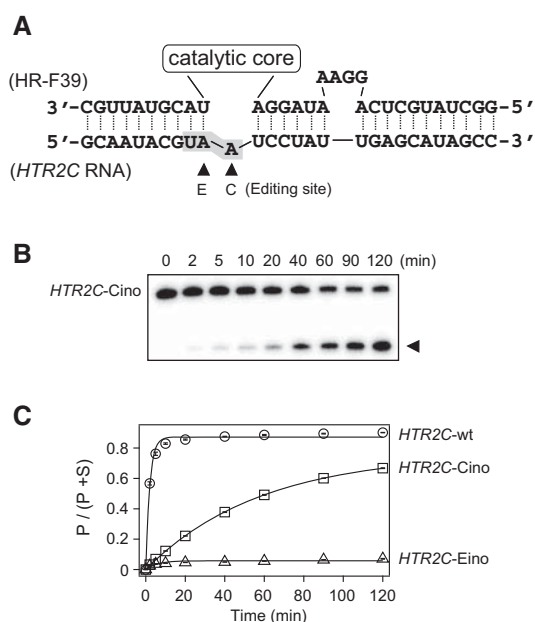 A
catalytic core
AAGG
(HR-F39)
3′-CGUUAUGCAU AGGAUA ACUCGUAUCGG-5′
5′-GCAAUACGUA A UCCUAU UGAGCAUAGCC-3′
(HTR2C RNA)
E C (Editing site)
B
0 2 5 10 20 40 60 90 120 (min)
HTR2C-Cino
C
HTR2C-wt
HTR2C-Cino
HTR2C-Eino
P / (P +S)
0.8
0.6
0.4
0.2
0
0 20 40 60 80 100 120
Time (min)